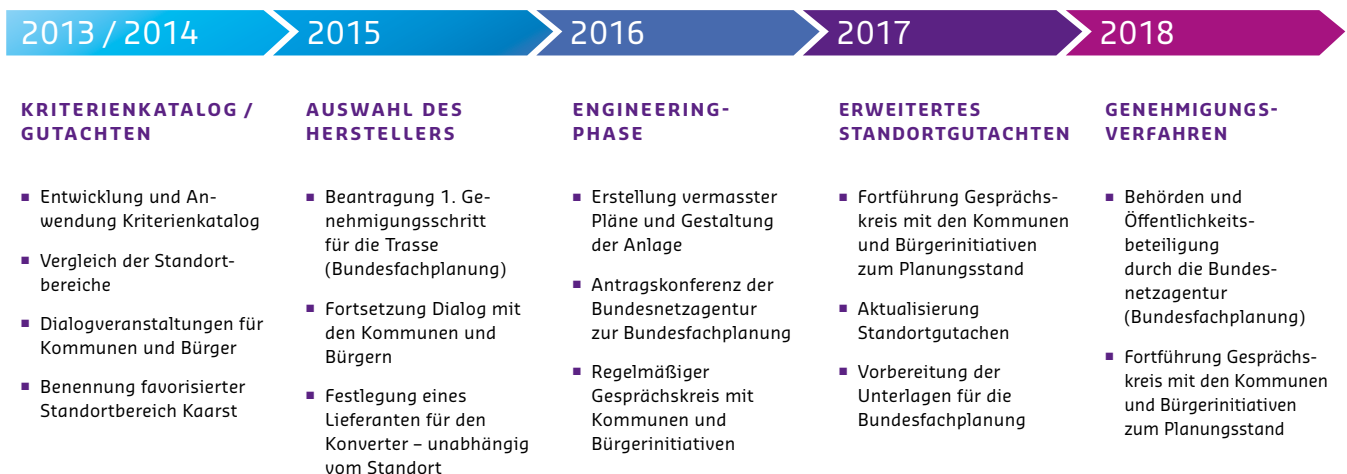 2013 / 2014
2015
2016
2017
2018
KRITERIENKATALOG /
GUTACHTEN
■ Entwicklung und An-
wendung Kriterienkatalog
■ Vergleich der Standort-
bereiche
■ Dialogveranstaltungen für
Kommunen und Bürger
■ Benennung favorisierter
Standortbereich Kaarst
AUSWAHL DES
HERSTELLERS
■ Beantragung 1. Ge-
nehmigungsschritt
für die Trasse
(Bundesfachplanung)
■ Fortsetzung Dialog mit
den Kommunen und
Bürgern
■ Festlegung eines
Lieferanten für den
Konverter – unabhängig
vom Standort
ENGINEERING-
PHASE
■ Erstellung vermasster
Pläne und Gestaltung
der Anlage
■ Antragskonferenz der
Bundesnetzagentur
zur Bundesfachplanung
■ Regelmäßiger
Gesprächskreis mit
Kommunen und
Bürgerinitiativen
ERWEITERTES
STANDORTGUTACHTEN
■ Fortführung Gesprächs-
kreis mit den Kommunen
und Bürgerinitiativen
zum Planungsstand
■ Aktualisierung
Standortgutachen
■ Vorbereitung der
Unterlagen für die
Bundesfachplanung
GENEHMIGUNGS-
VERFAHREN
■ Behörden und
Öffentlichkeits-
beteiligung
durch die Bundes-
netzagentur
(Bundesfachplanung)
■ Fortführung Gesprächs-
kreis mit den Kommunen
und Bürgerinitiativen
zum Planungsstand